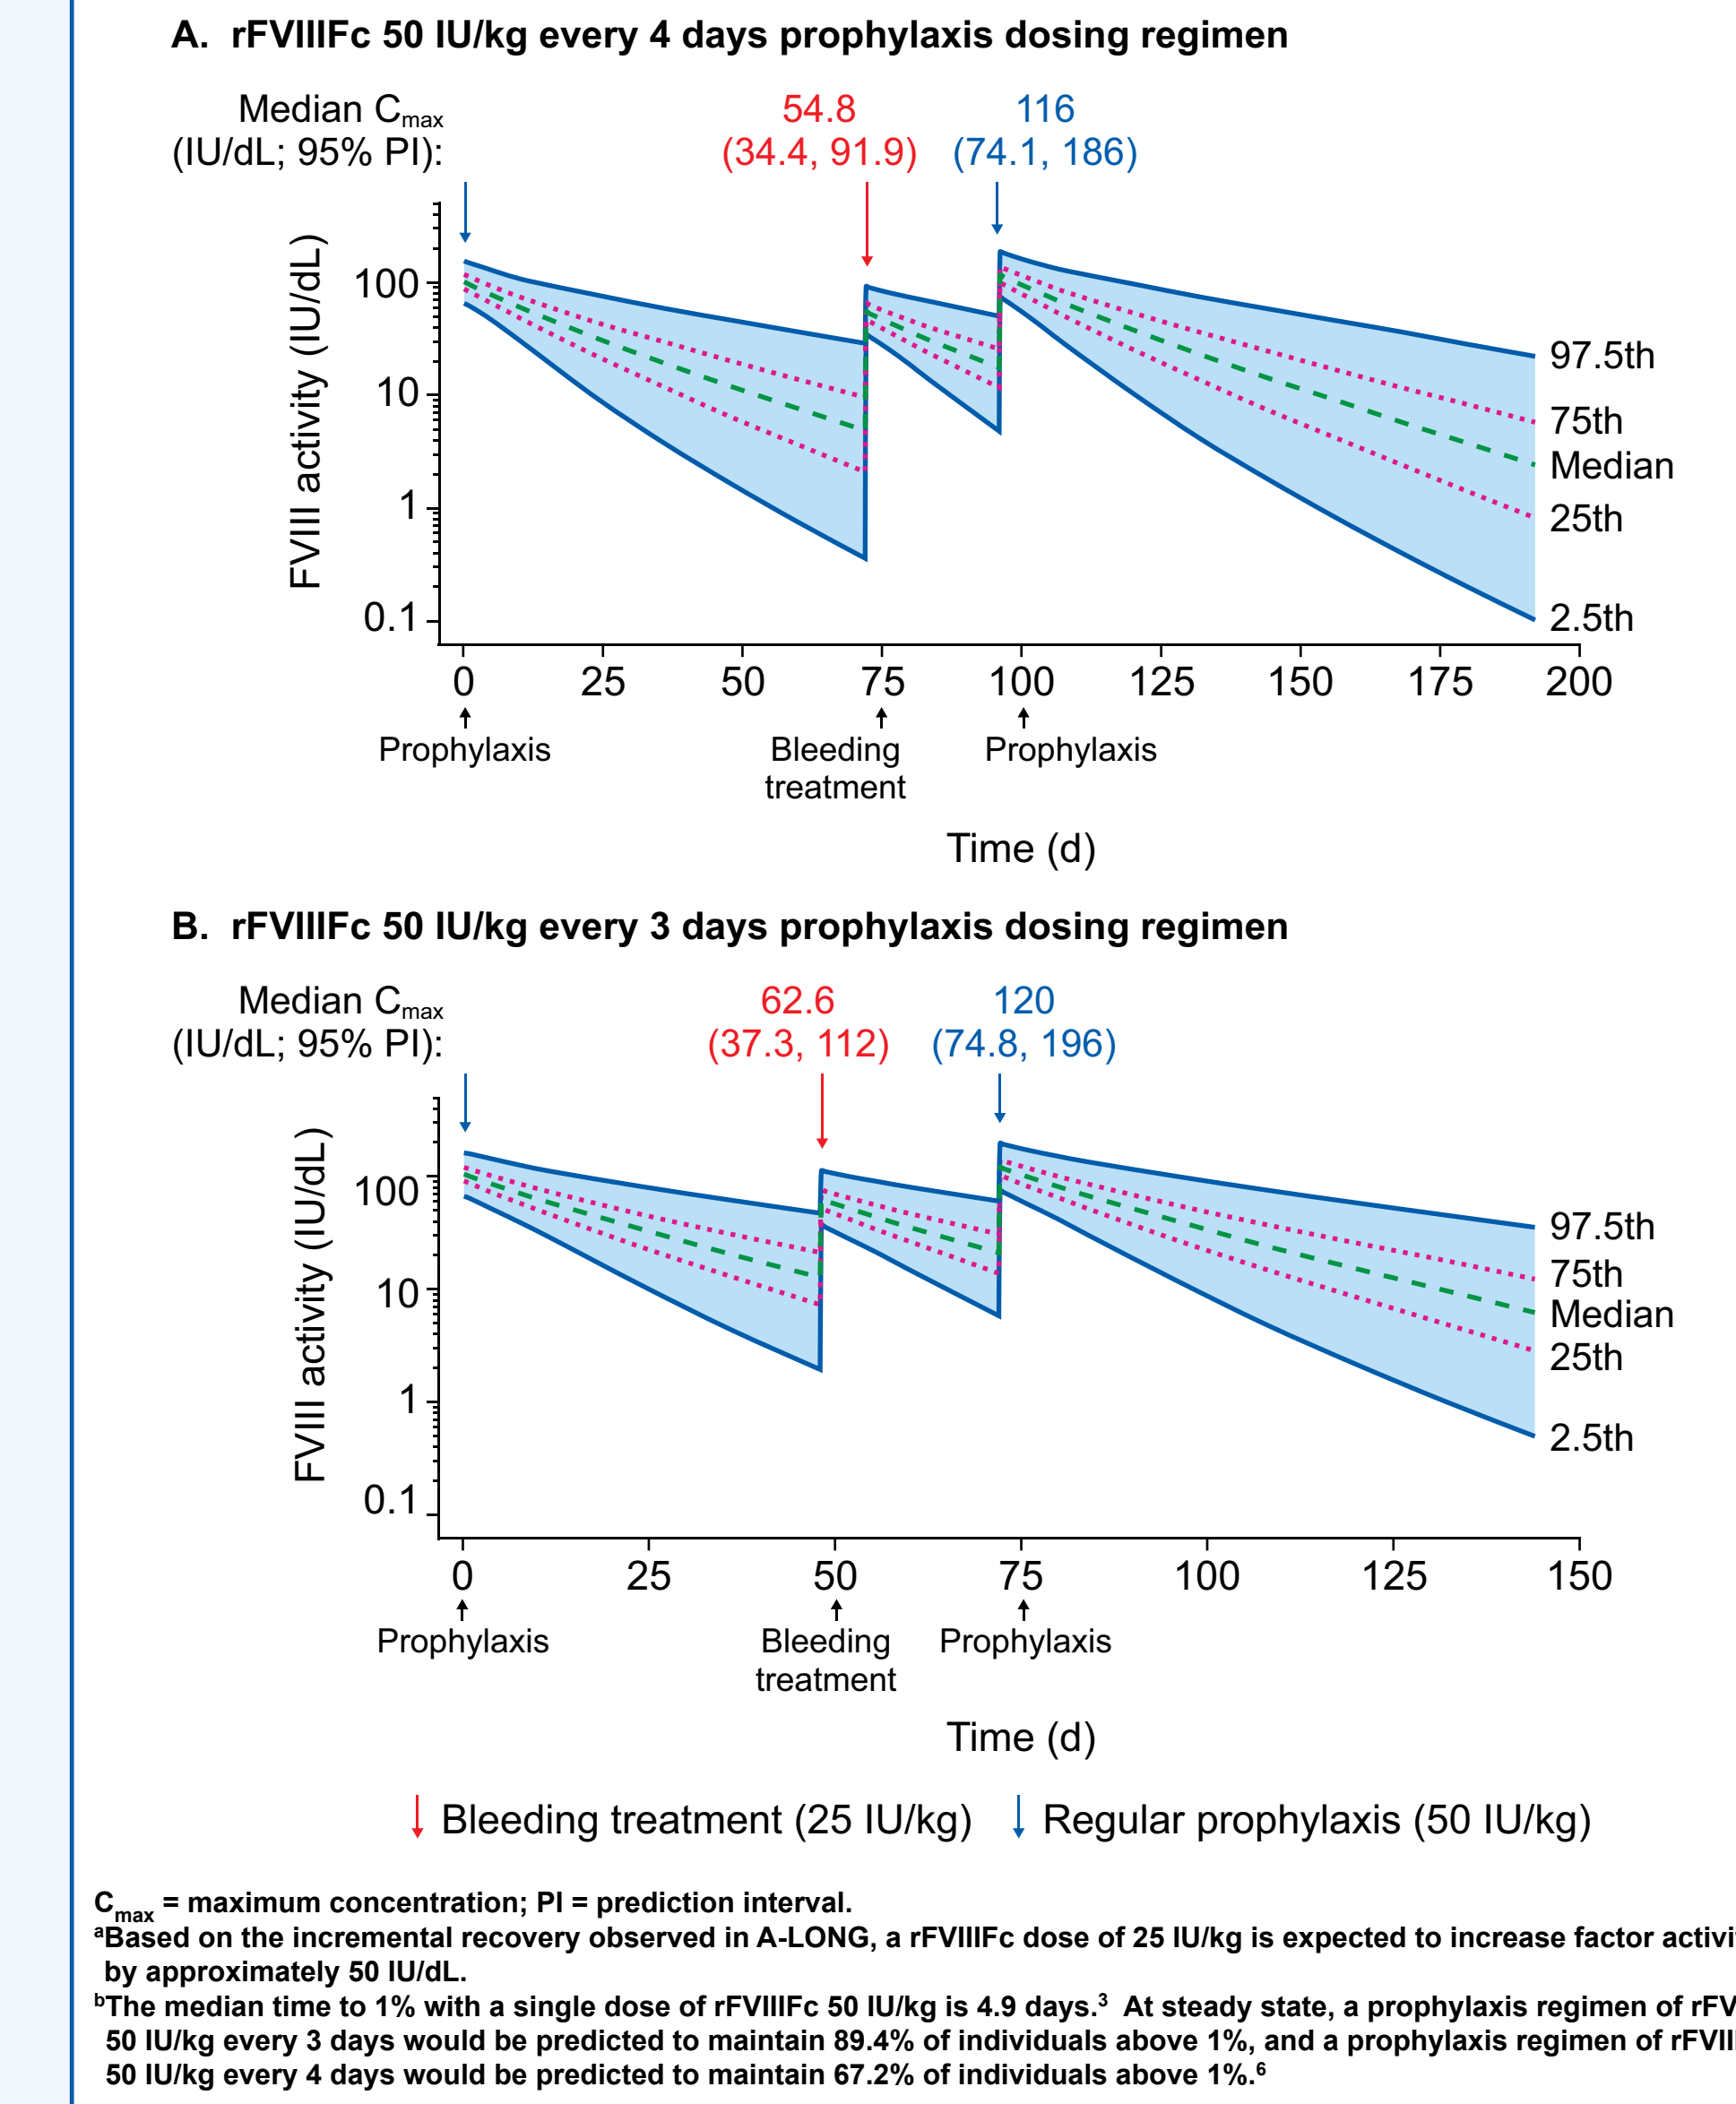 A. rFVIIIFc 50 IU/kg every 4 days prophylaxis dosing regimen
Median Cmax
(IU/dL; 95% PI):
54.8
(34.4, 91.9)
116
(74.1, 186)
FVIII activity (IU/dL)
100
10
1
0.1
97.5th
75th
Median
25th
2.5th
0 25 50 75 100 125 150 175 200
Prophylaxis
Bleeding
treatment
Prophylaxis
Time (d)
B. rFVIIIFc 50 IU/kg every 3 days prophylaxis dosing regimen
Median Cmax
(IU/dL; 95% PI):
62.6
(37.3, 112)
120
(74.8, 196)
FVIII activity (IU/dL)
100
10
1
0.1
97.5th
75th
Median
25th
2.5th
0 25 50 75 100 125 150
Prophylaxis
Bleeding
treatment
Prophylaxis
Time (d)
Bleeding treatment (25 IU/kg) Regular prophylaxis (50 IU/kg)
Cmax = maximum concentration; PI = prediction interval.
aBased on the incremental recovery observed in A-LONG, a rFVIIIFc dose of 25 IU/kg is expected to increase factor
by approximately 50 IU/dL.
bThe median time to 1% with a single dose of rFVIIIFc 50 IU/kg is 4.9 days.3 At steady state, a prophylaxis regimen of
50 IU/kg every 3 days would be predicted to maintain 89.4% of individuals above 1%, and a prophylaxis regimen of
50 IU/kg every 4 days would be predicted to maintain 67.2% of individuals above 1%.6